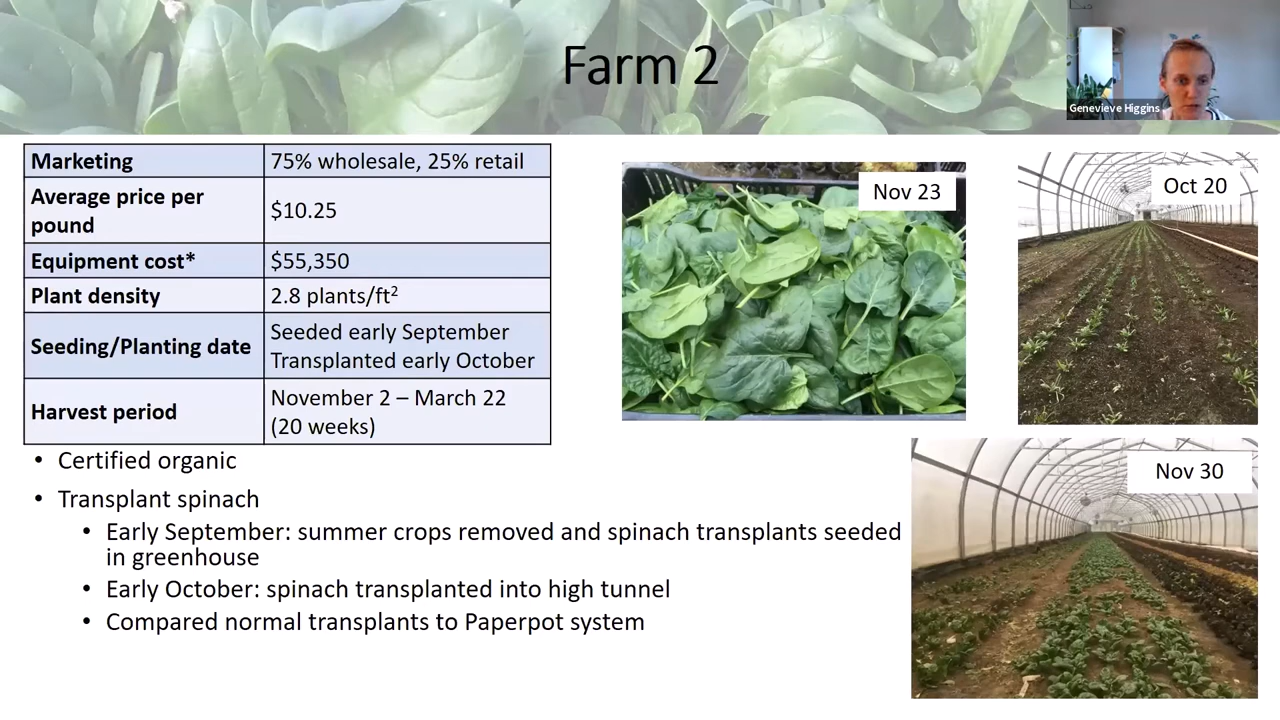 Farm 2
Genevieve Higgins
Marketing
75% wholesale, 25% retail
Average price per
pound
$10.25
Equipment cost*
$55,350
Plant density
2.8 plants/ft²
Seeding/Planting date
Seeded early September
Transplanted early October
Harvest period
November 2 – March 22
(20 weeks)
• Certified organic
• Transplant spinach
• Early September: summer crops removed and spinach transplants seeded
in greenhouse
• Early October: spinach transplanted into high tunnel
• Compared normal transplants to Paperpot system
Nov 23
Oct 20
Nov 30